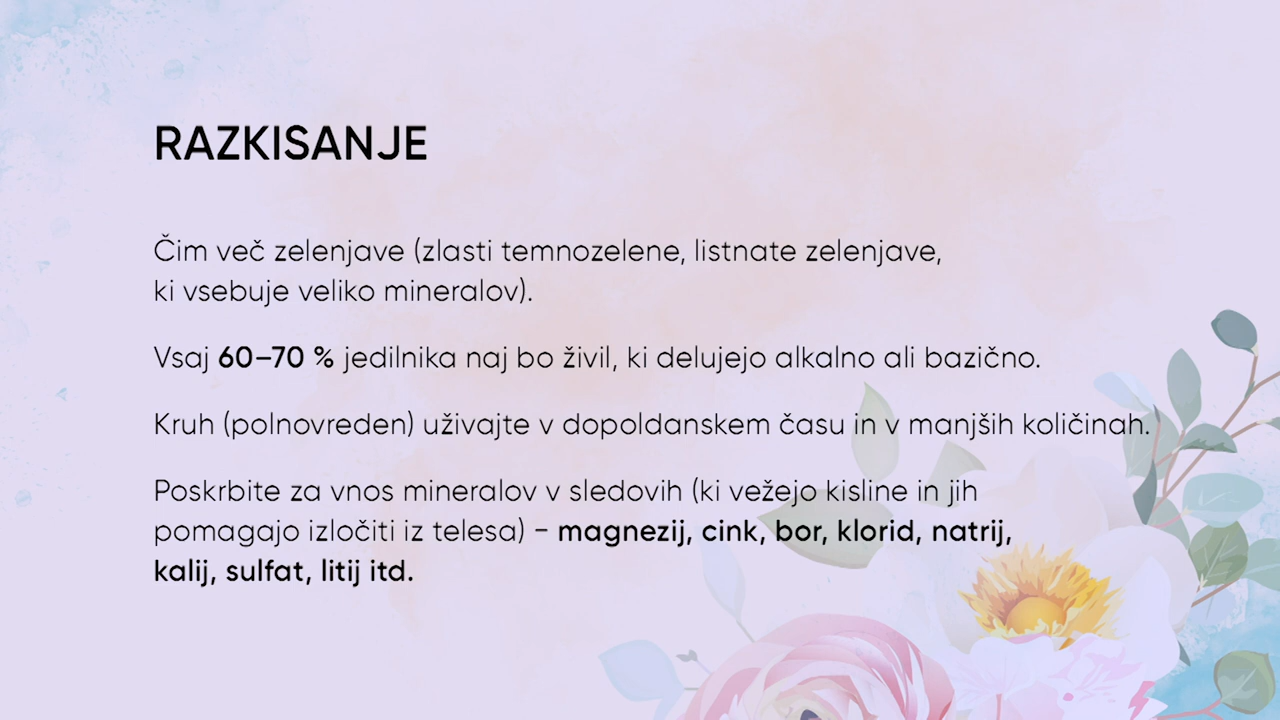 RAZKISANJE
Čim več zelenjave (zlasti temnozelene, listnate zelenjave,
ki vsebuje veliko mineralov).
Vsaj 60–70 % jedilnika naj bo živil, ki delujejo alkalno ali bazično.
Kruh (polnovreden) uživajte v dopoldanskem času in v manjših količinah.
Poskrbite za vnos mineralov v sledovih (ki vežejo kisline in jih
pomagajo izločiti iz telesa) – magnezij, cink, bor, klorid, natrij,
kalij, sulfat, litij itd.